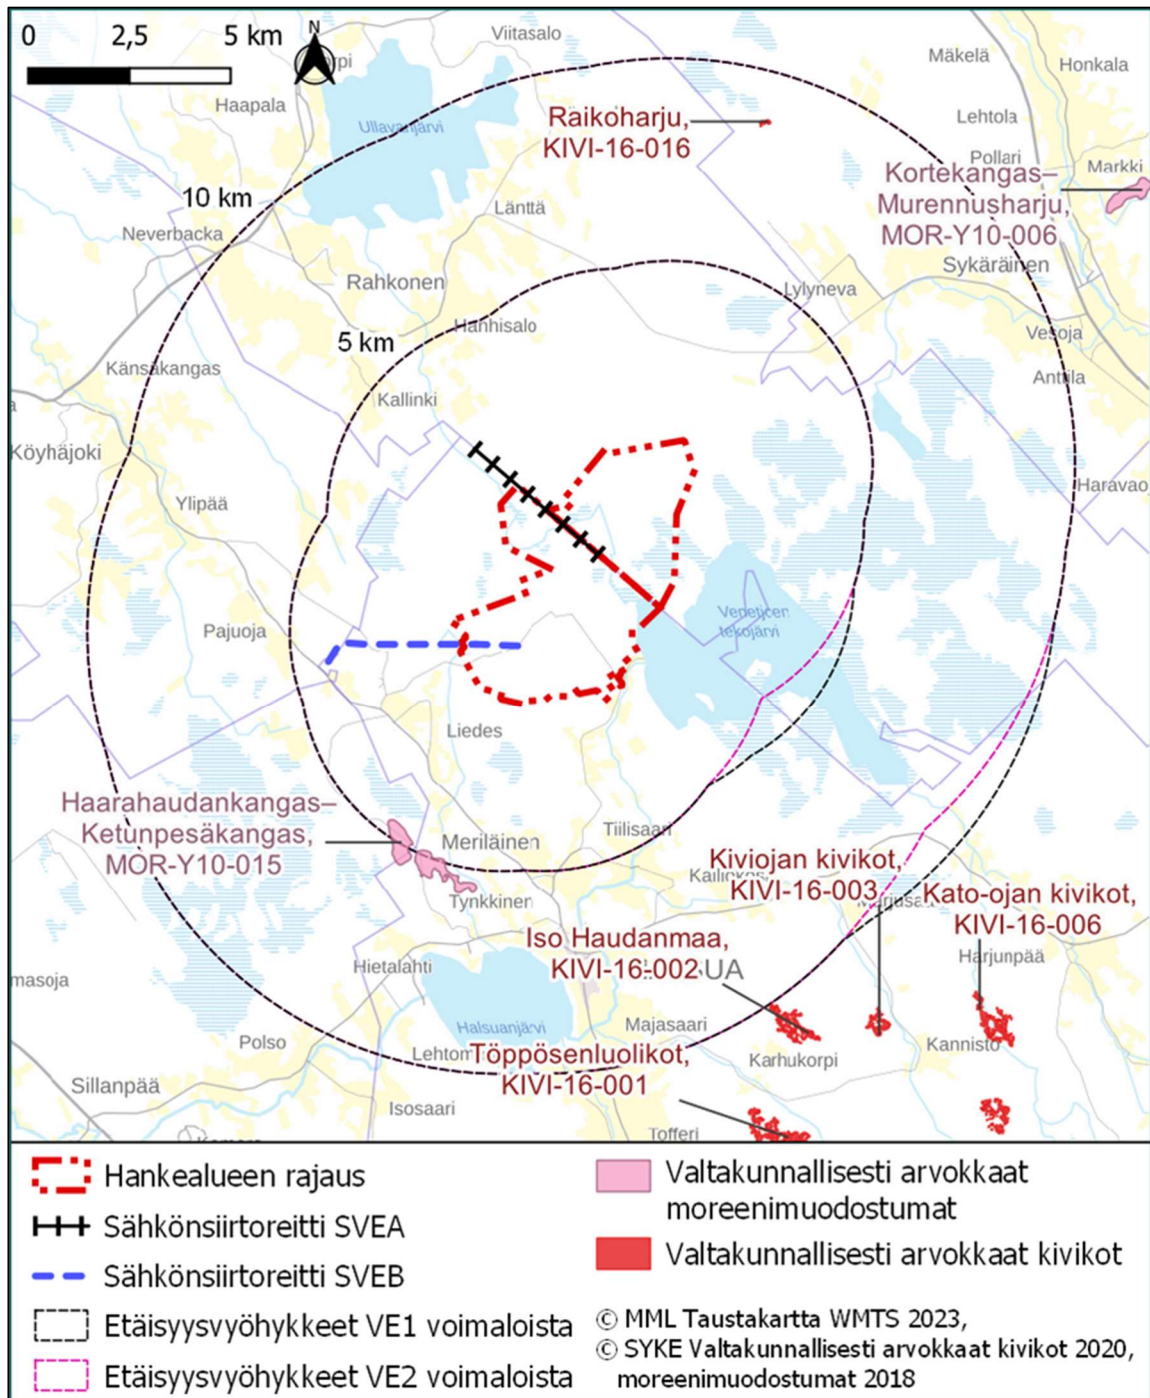 0 2,5 5 km
N
Viitasalo
Mäkelä
Honkala
Haapala
Ullavanjärvi
Räikoharju,
KIVI-16-016
Lehtola
Pollari
Markki
Kortekangas–
Murennusharju,
MOR-Y10-006
10 km
Länttä
Neverbacka
Sykäräinen
Rahkonen
Lylyneva
Hanhisalo
Vesoja
5 km
Känsäkangas
Anttila
Kallinki
Köyhäjoki
Haravao
Ylipää
Pajuoja
Venetjoen
tekojärvi
Liedes
Haarahaudankangas–
Ketunpesäkangas,
MOR-Y10-015
Meriläinen
Tiilisaari
Kiviojan kivikot,
KIVI-16-003
Kato-ojan kivikot,
KIVI-16-006
Tynkkinen
Iso Haudanmaa,
KIVI-16-002
Harjunpää
Hietalahti
masoja
Halsuanjärvi
Majasaari
Polso
Kannisto
Töppösenluolikot,
KIVI-16-001
Karhukorpi
Sillanpää
Isosaari
Tofferi
Hankealueen rajaus
Sähkönsiirtoreitti SVEA
Sähkönsiirtoreitti SVEB
Etäisyysvyöhykkeet VE1 voimaloista
Etäisyysvyöhykkeet VE2 voimaloista
Valtakunnallisesti arvokkaat
moreenimuodostumat
Valtakunnallisesti arvokkaat kivikot
© MML Taustakartta WMTS 2023,
© SYKE Valtakunnallisesti arvokkaat kivikot 2020,
moreenimuodostumat 2018